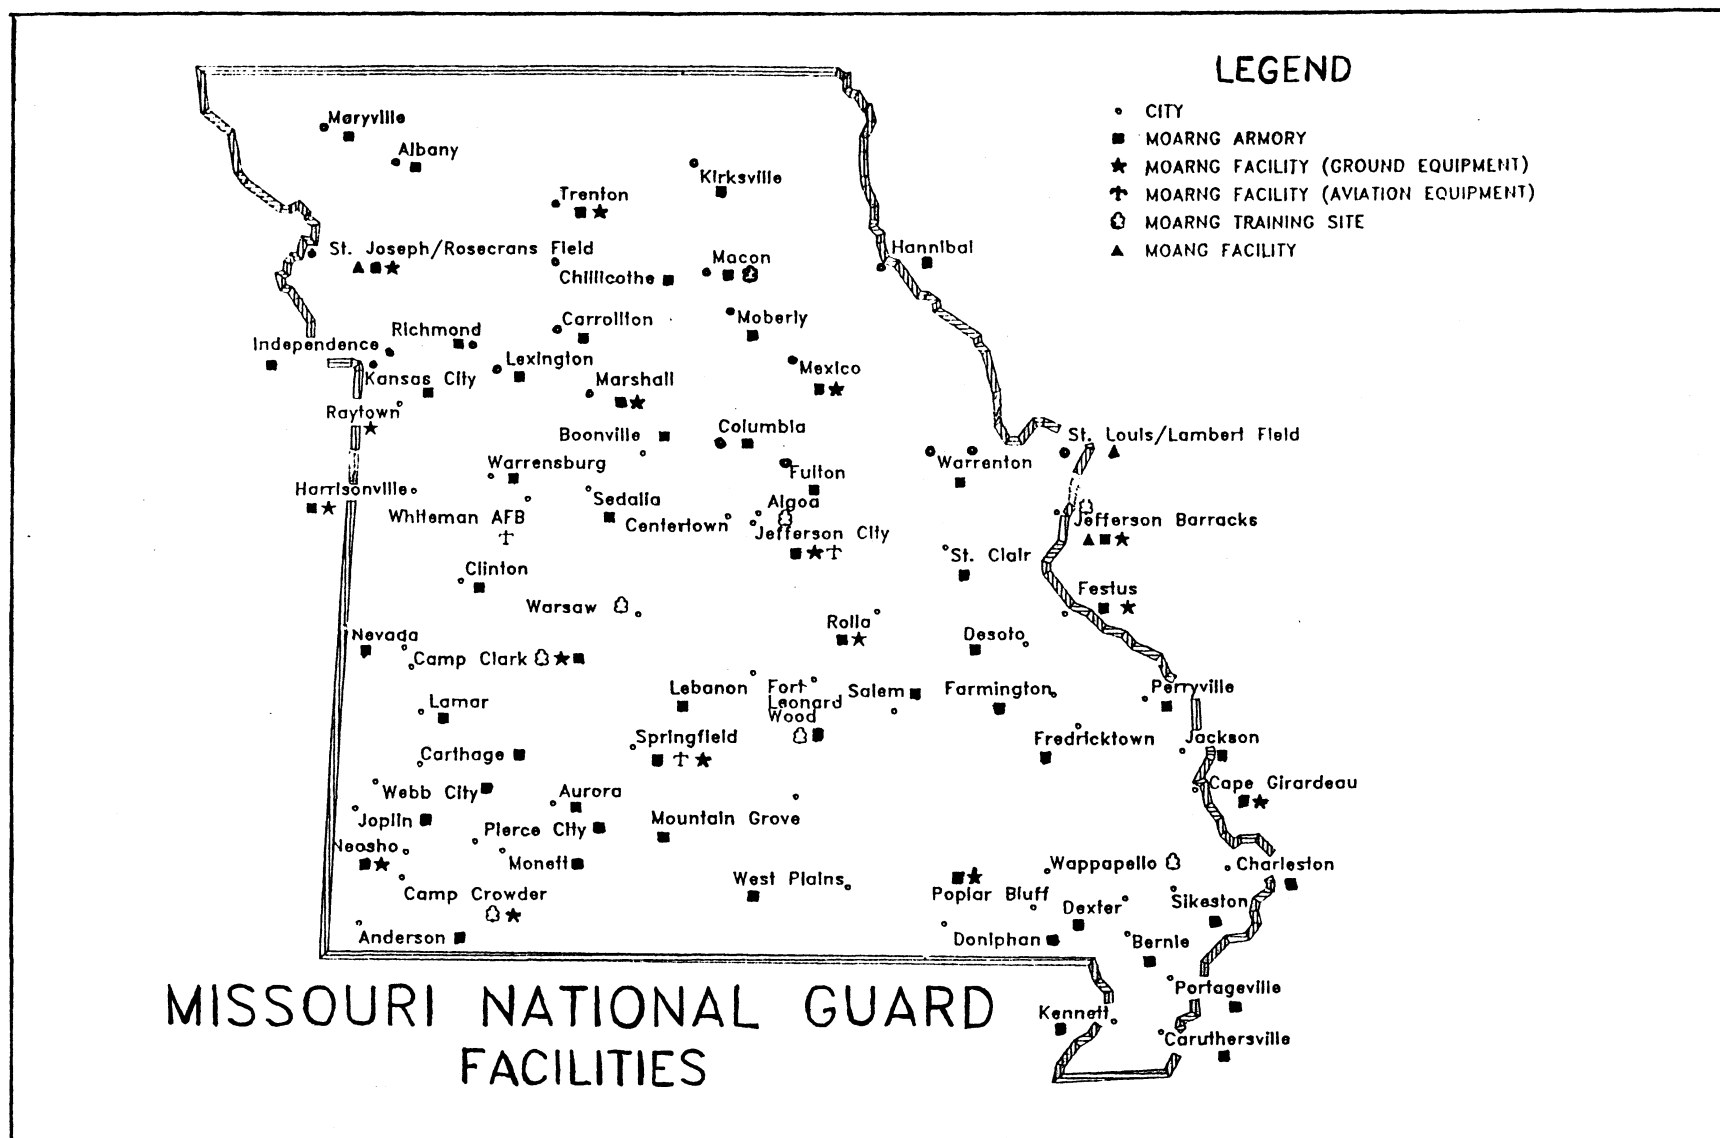 LEGEND
CITY
MOARNG ARMORY
MOARNG FACILITY (GROUND EQUIPMENT)
MOARNG FACILITY (AVIATION EQUIPMENT)
MOARNG TRAINING SITE
MOANG FACILITY
Maryville
Albany
Kirksville
Trenton
Hannibal
St. Joseph/Rosecrans Field
Macon
Chillicothe
Carrollton
Moberly
Richmond
Independence
Lexington
Mexico
Kansas City
Marshall
Raytown
Columbia
Boonville
St. Louis/Lambert Field
Warrensburg
Warrenton
Fulton
Harrisonville
Sedalia
Algoa
Whiteman AFB
Centertown
Jefferson Barracks
Jefferson City
St. Clair
Clinton
Festus
Warsaw
Rolla
Nevada
Desoto
Camp Clark
Lebanon
Fort
Leonard
Wood
Salem
Farmington
Perryville
Lamar
Springfield
Fredricktown
Jackson
Carthage
Cape Girardeau
Webb City
Aurora
Joplin
Pierce City
Mountain Grove
Neosho
Monett
Wappapello
Charleston
West Plains
Camp Crowder
Poplar Bluff
Dexter
Sikeston
Anderson
Doniphan
Bernie
Portageville
Kennett
Caruthersville
MISSOURI NATIONAL GUARD
FACILITIES